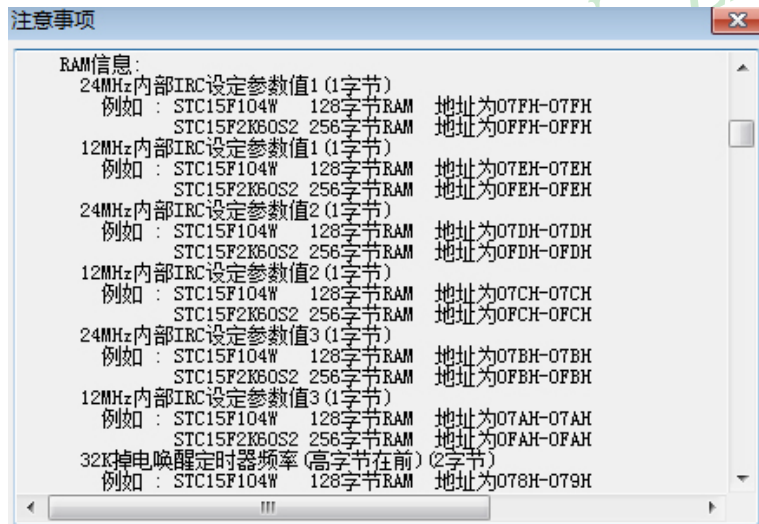 注意事项
RAM信息:
24MHz内部IRC设定参数值1(1字节)
例如 : STC15F104W 128字节RAM 地址为07FH-07FH
STC15F2K60S2 256字节RAM 地址为0FFH-0FFH
12MHz内部IRC设定参数值1(1字节)
例如 : STC15F104W 128字节RAM 地址为07EH-07EH
STC15F2K60S2 256字节RAM 地址为0FEH-0FEH
24MHz内部IRC设定参数值2(1字节)
例如 : STC15F104W 128字节RAM 地址为07DH-07DH
STC15F2K60S2 256字节RAM 地址为0FDH-0FDH
12MHz内部IRC设定参数值2(1字节)
例如 : STC15F104W 128字节RAM 地址为07CH-07CH
STC15F2K60S2 256字节RAM 地址为0FCH-0FCH
24MHz内部IRC设定参数值3(1字节)
例如 : STC15F104W 128字节RAM 地址为07BH-07BH
STC15F2K60S2 256字节RAM 地址为0FBH-0FBH
12MHz内部IRC设定参数值3(1字节)
例如 : STC15F104W 128字节RAM 地址为07AH-07AH
STC15F2K60S2 256字节RAM 地址为0FAH-0FAH
32K掉电唤醒定时器频率(高字节在前)(2字节)
例如 : STC15F104W 128字节RAM 地址为078H-079H